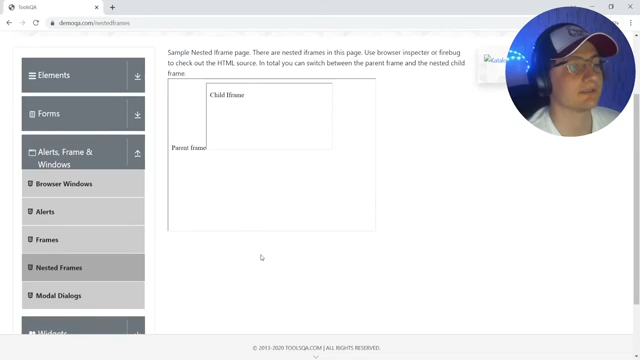 ToolsQA
demoqa.com/nestedframes
Sample Nested Iframe page. There are nested iframes in this page. Use browser inspecter or firebug
to check out the HTML source. In total you can switch between the parent frame and the nested child
frame.
Elements
Forms
Alerts, Frame &
Windows
Browser Windows
Alerts
Frames
Nested Frames
Modal Dialogs
Widgets
Child Iframe
Parent frame
© 2013-2020 TOOLSQA.COM | ALL RIGHTS RESERVED.